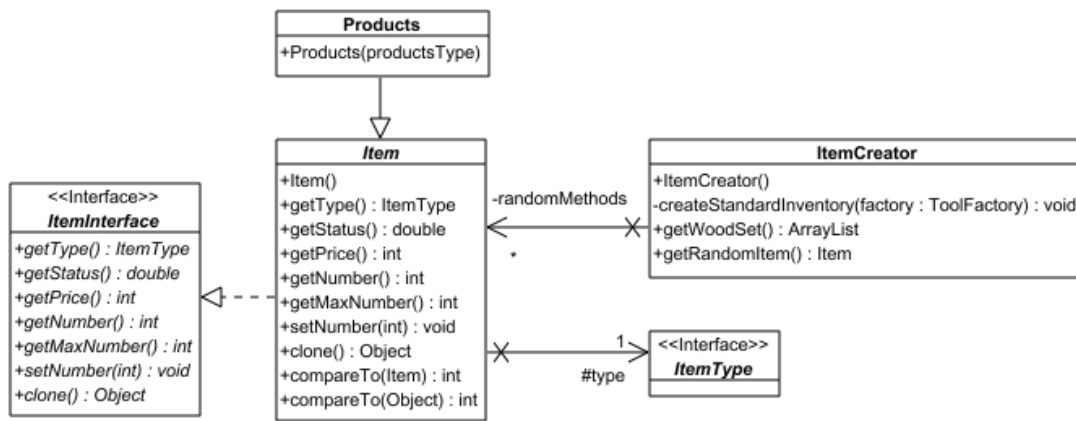 Products
+Products(productsType)
Item
+Item()
+getType() : ItemType
+getStatus() : double
+getPrice() : int
+getNumber() : int
+getMaxNumber() : int
+setNumber(int) : void
+clone() : Object
+compareTo(Item) : int
+compareTo(Object) : int
<<Interface>>
ItemInterface
+getType() : ItemType
+getStatus() : double
+getPrice() : int
+getNumber() : int
+getMaxNumber() : int
+setNumber(int) : void
+clone() : Object
-randomMethods
*
ItemCreator
+ItemCreator()
-createStandardInventory(factory : ToolFactory) : void
+getWoodSet() : ArrayList
+getRandomItem() : Item
1
#type
<<Interface>>
ItemType